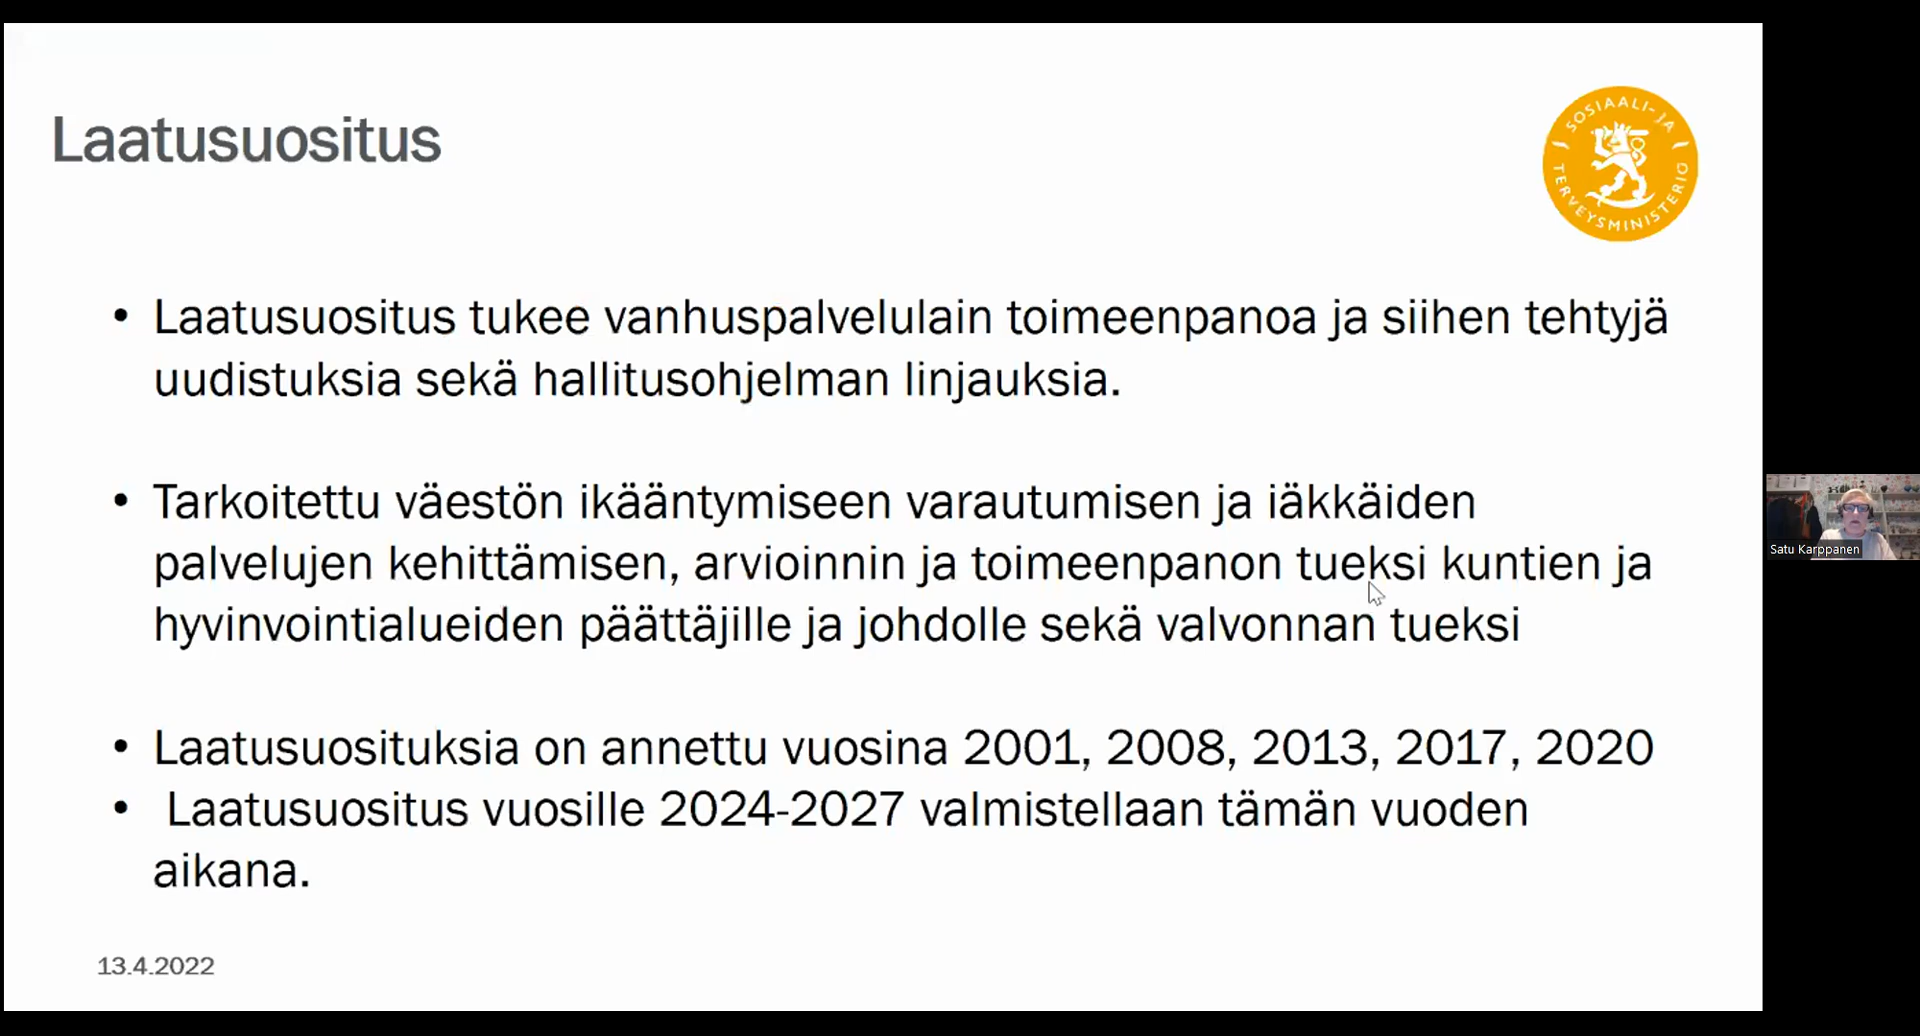 Laatusuositus
SOSIAALI- JA
TERVEYSMINISTERIÖ
• Laatusuositus tukee vanhuspalvelulain toimeenpanoa ja siihen tehtyjä
uudistuksia sekä hallitusohjelman linjauksia.
• Tarkoitettu väestön ikääntymiseen varautumisen ja iäkkäiden
palvelujen kehittämisen, arvioinnin ja toimeenpanon tueksi kuntien ja
hyvinvointialueiden päättäjille ja johdolle sekä valvonnan tueksi
• Laatusuosituksia on annettu vuosina 2001, 2008, 2013, 2017, 2020
• Laatusuositus vuosille 2024-2027 valmistellaan tämän vuoden
aikana.
13.4.2022
Satu Karppanen